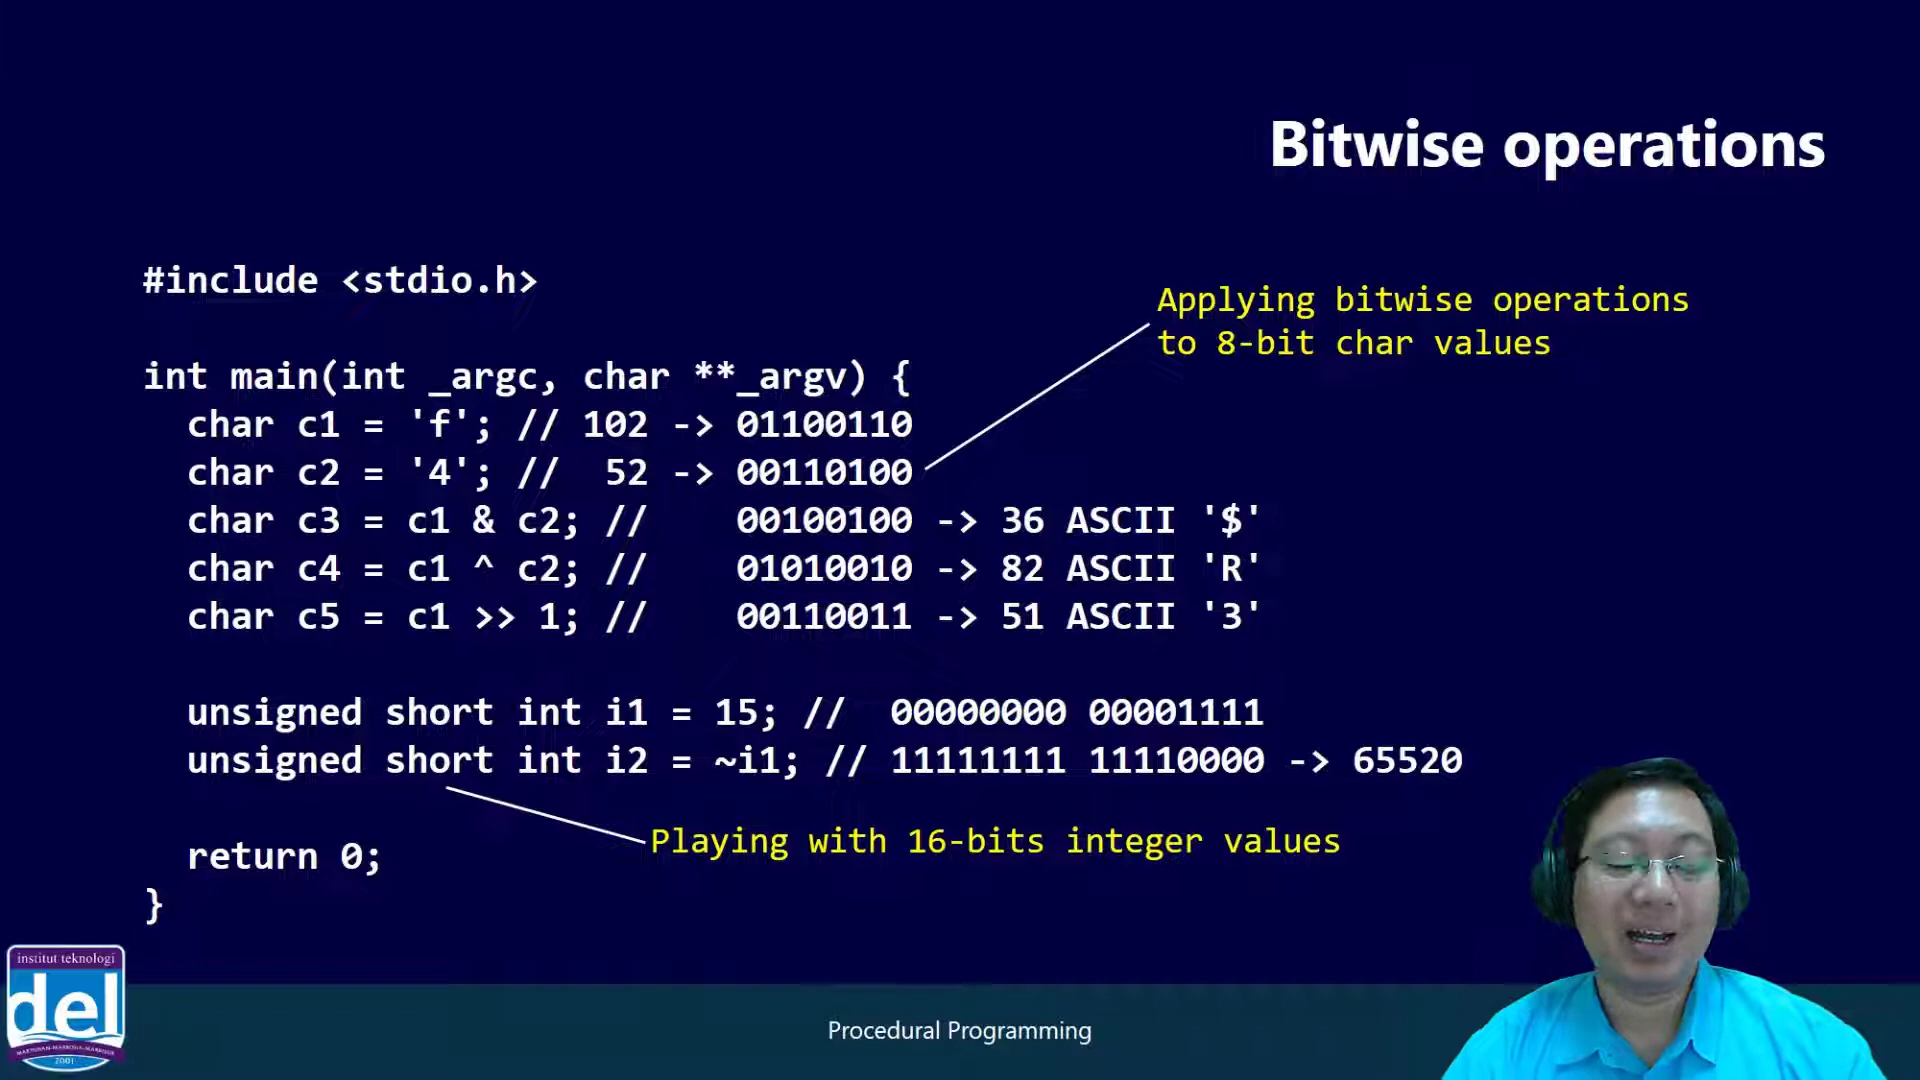 Bitwise operations
#include <stdio.h>
Applying bitwise operations
to 8-bit char values
int main(int _argc, char **_argv) {
char c1 = 'f'; // 102 -> 01100110
char c2 = '4'; //  52 -> 00110100
char c3 = c1 & c2; //    00100100 -> 36 ASCII '$'
char c4 = c1 ^ c2; //    01010010 -> 82 ASCII 'R'
char c5 = c1 >> 1; //    00110011 -> 51 ASCII '3'
unsigned short int i1 = 15; //  00000000 00001111
unsigned short int i2 = ~i1; // 11111111 11110000 -> 65520
Playing with 16-bits integer values
return 0;
}
institut teknologi
del
2001
Procedural Programming